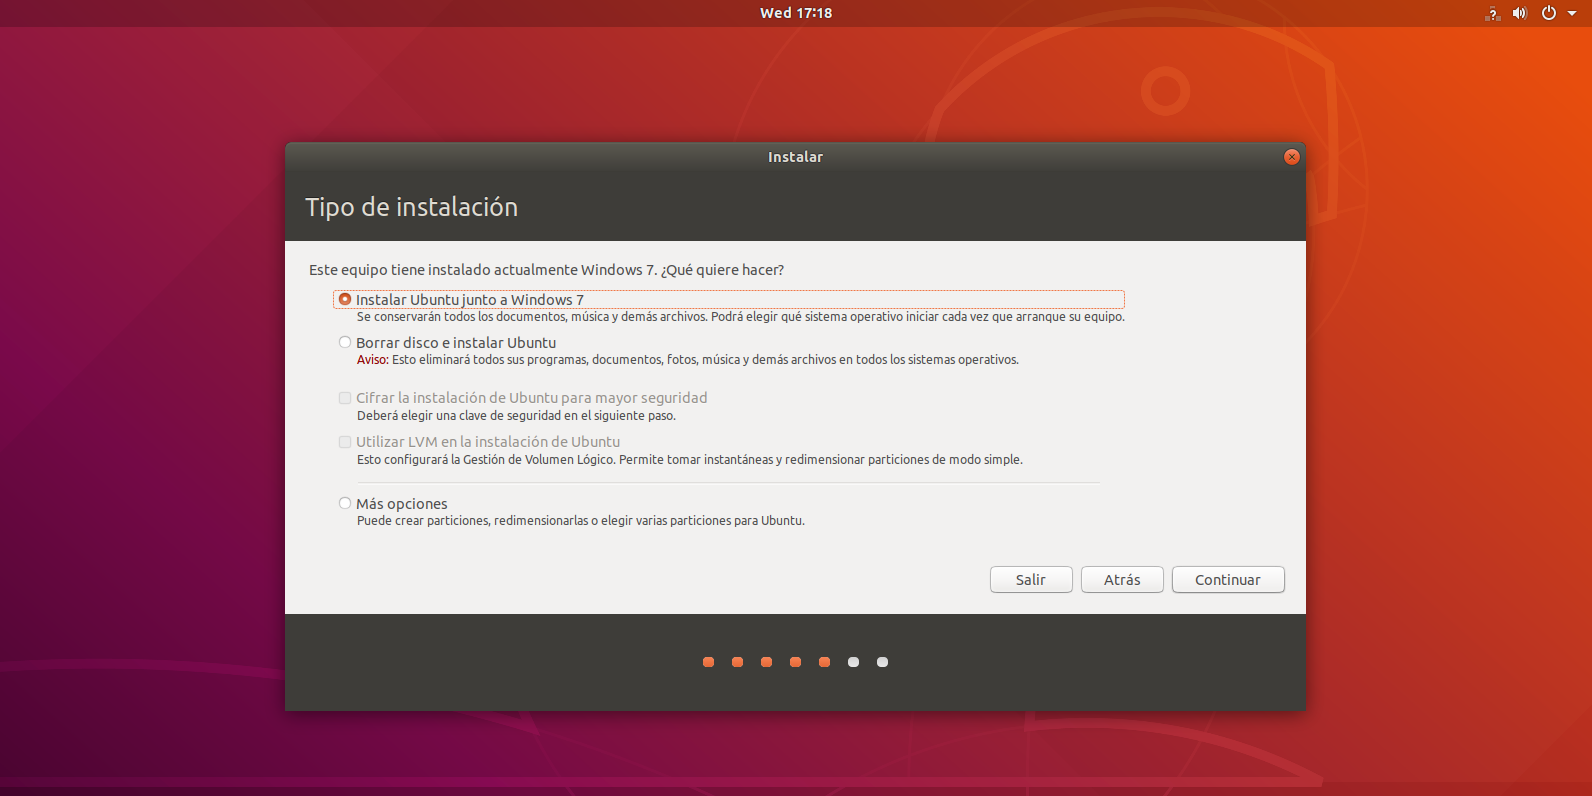 Wed 17:18
Instalar
Tipo de instalación
Este equipo tiene instalado actualmente Windows 7. ¿Qué quiere hacer?
Instalar Ubuntu junto a Windows 7
Se conservarán todos los documentos, música y demás archivos. Podrá elegir qué sistema operativo iniciar cada vez que arranque su equipo.
Borrar disco e instalar Ubuntu
Aviso: Esto eliminará todos sus programas, documentos, fotos, música y demás archivos en todos los sistemas operativos.
Cifrar la instalación de Ubuntu para mayor seguridad
Deberá elegir una clave de seguridad en el siguiente paso.
Utilizar LVM en la instalación de Ubuntu
Esto configurará la Gestión de Volumen Lógico. Permite tomar instantáneas y redimensionar particiones de modo simple.
Más opciones
Puede crear particiones, redimensionarlas o elegir varias particiones para Ubuntu.
Salir Atrás Continuar